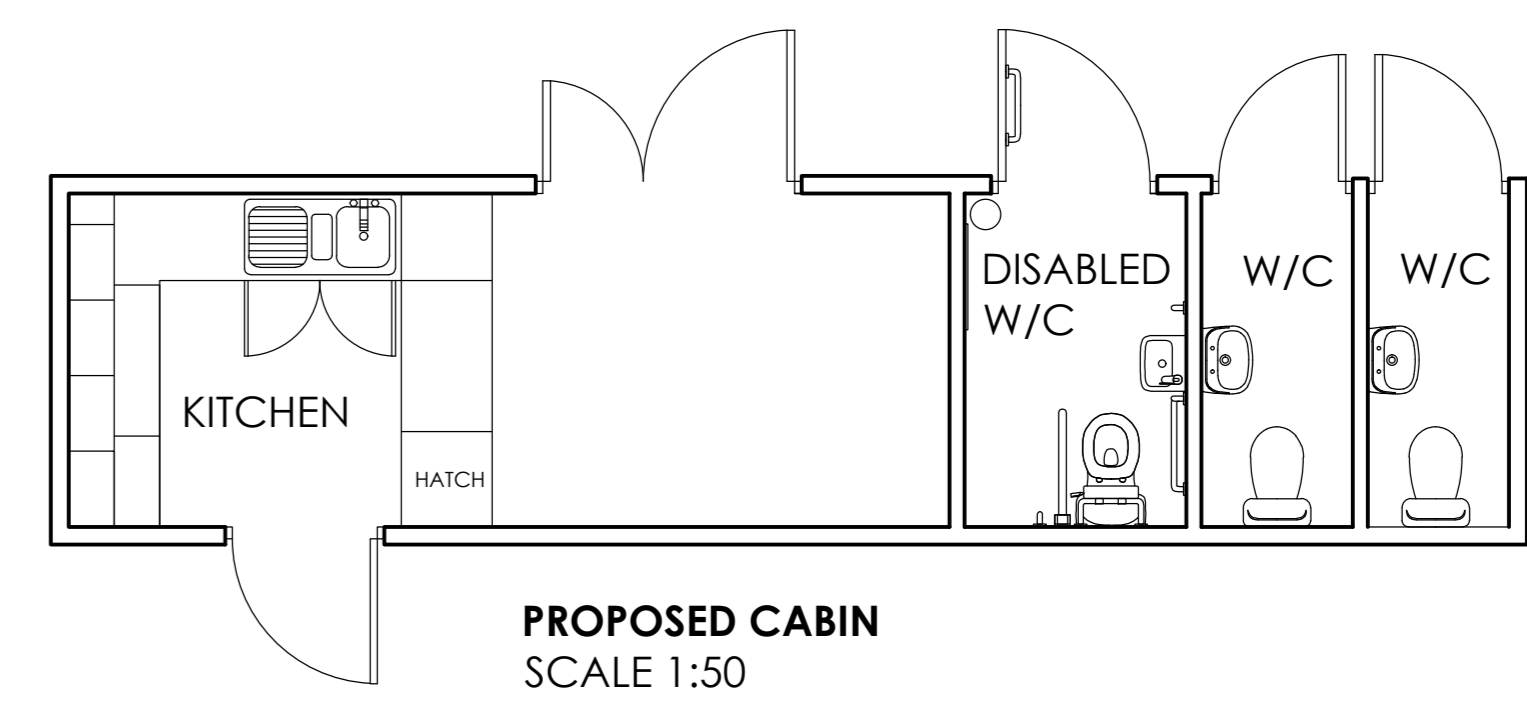 DISABLED
W/C
W/C
W/C
KITCHEN
HATCH
PROPOSED CABIN
SCALE 1:50